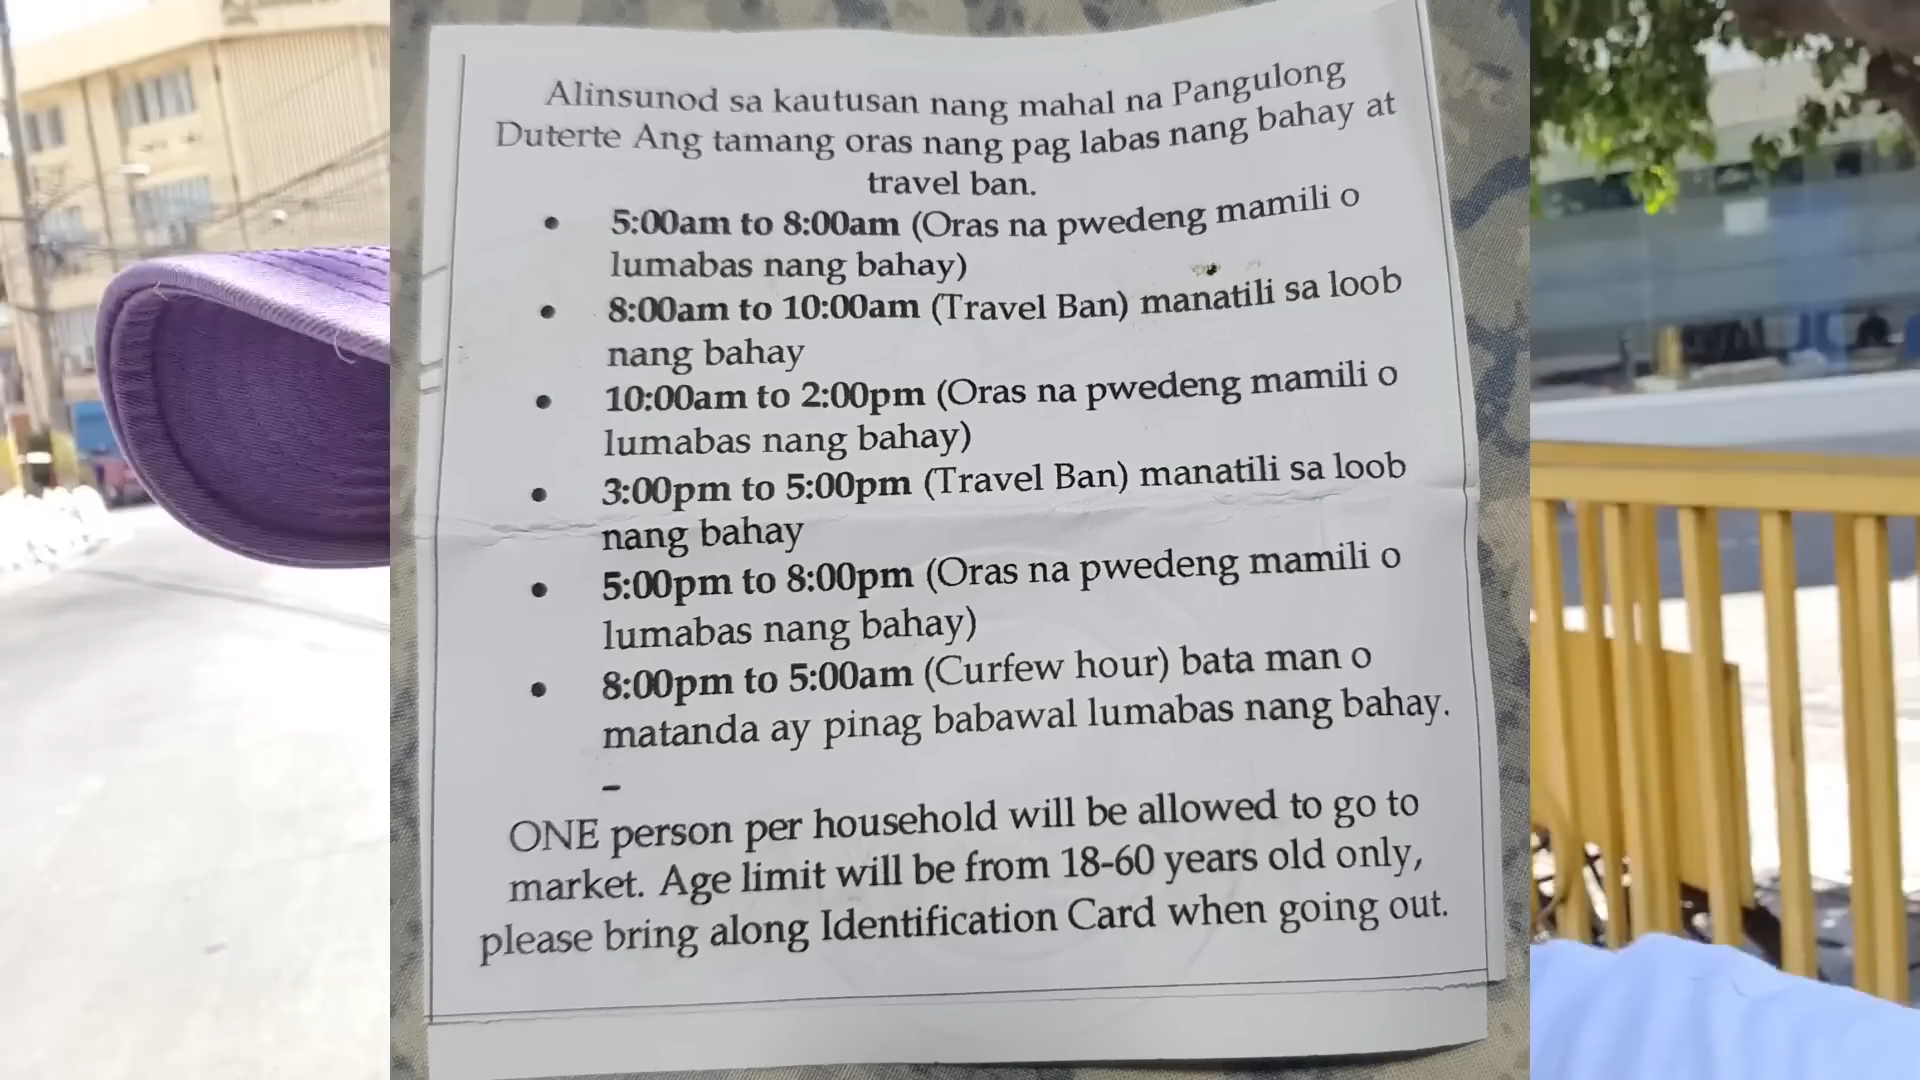 Alinsunod sa kautusan nang mahal na Pangulong
Duterte Ang tamang oras nang pag labas nang bahay at
travel ban.
• 5:00am to 8:00am (Oras na pwedeng mamili o
lumabas nang bahay)
• 8:00am to 10:00am (Travel Ban) manatili sa loob
nang bahay
• 10:00am to 2:00pm (Oras na pwedeng mamili o
lumabas nang bahay)
• 3:00pm to 5:00pm (Travel Ban) manatili sa loob
nang bahay
• 5:00pm to 8:00pm (Oras na pwedeng mamili o
lumabas nang bahay)
• 8:00pm to 5:00am (Curfew hour) bata man o
matanda ay pinag babawal lumabas nang bahay.
–
ONE person per household will be allowed to go to
market. Age limit will be from 18-60 years old only,
please bring along Identification Card when going out.